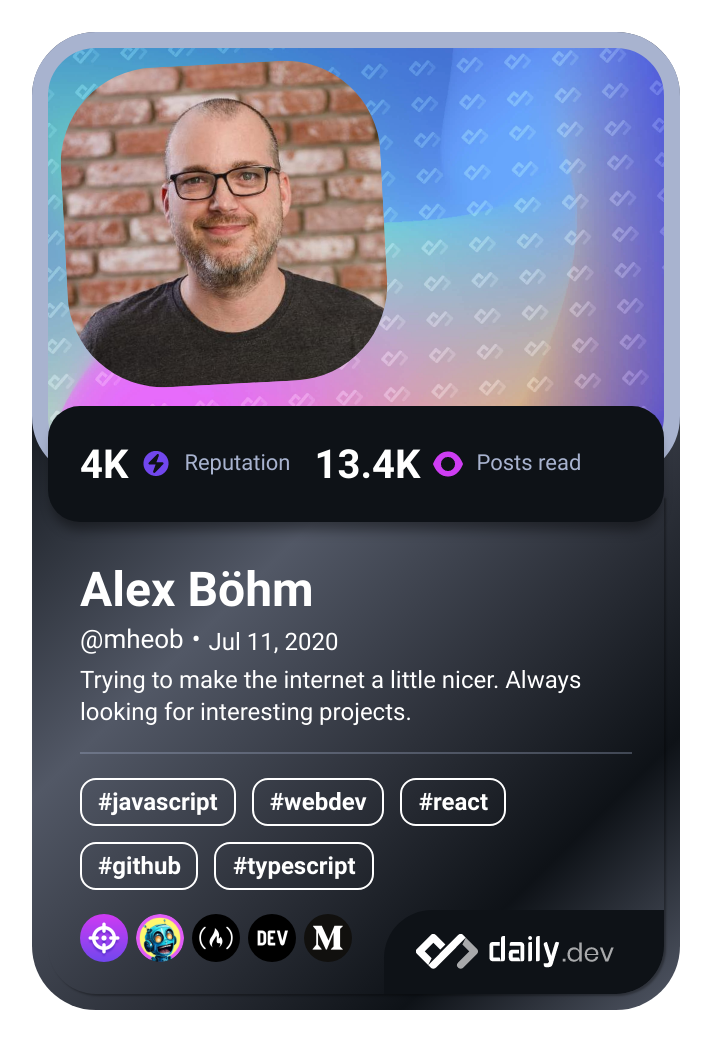 4K Reputation 13.4K Posts read
Alex Böhm
@mheob • Jul 11, 2020
Trying to make the internet a little nicer. Always
looking for interesting projects.
#javascript #webdev #react
#github #typescript
DEV M daily.dev